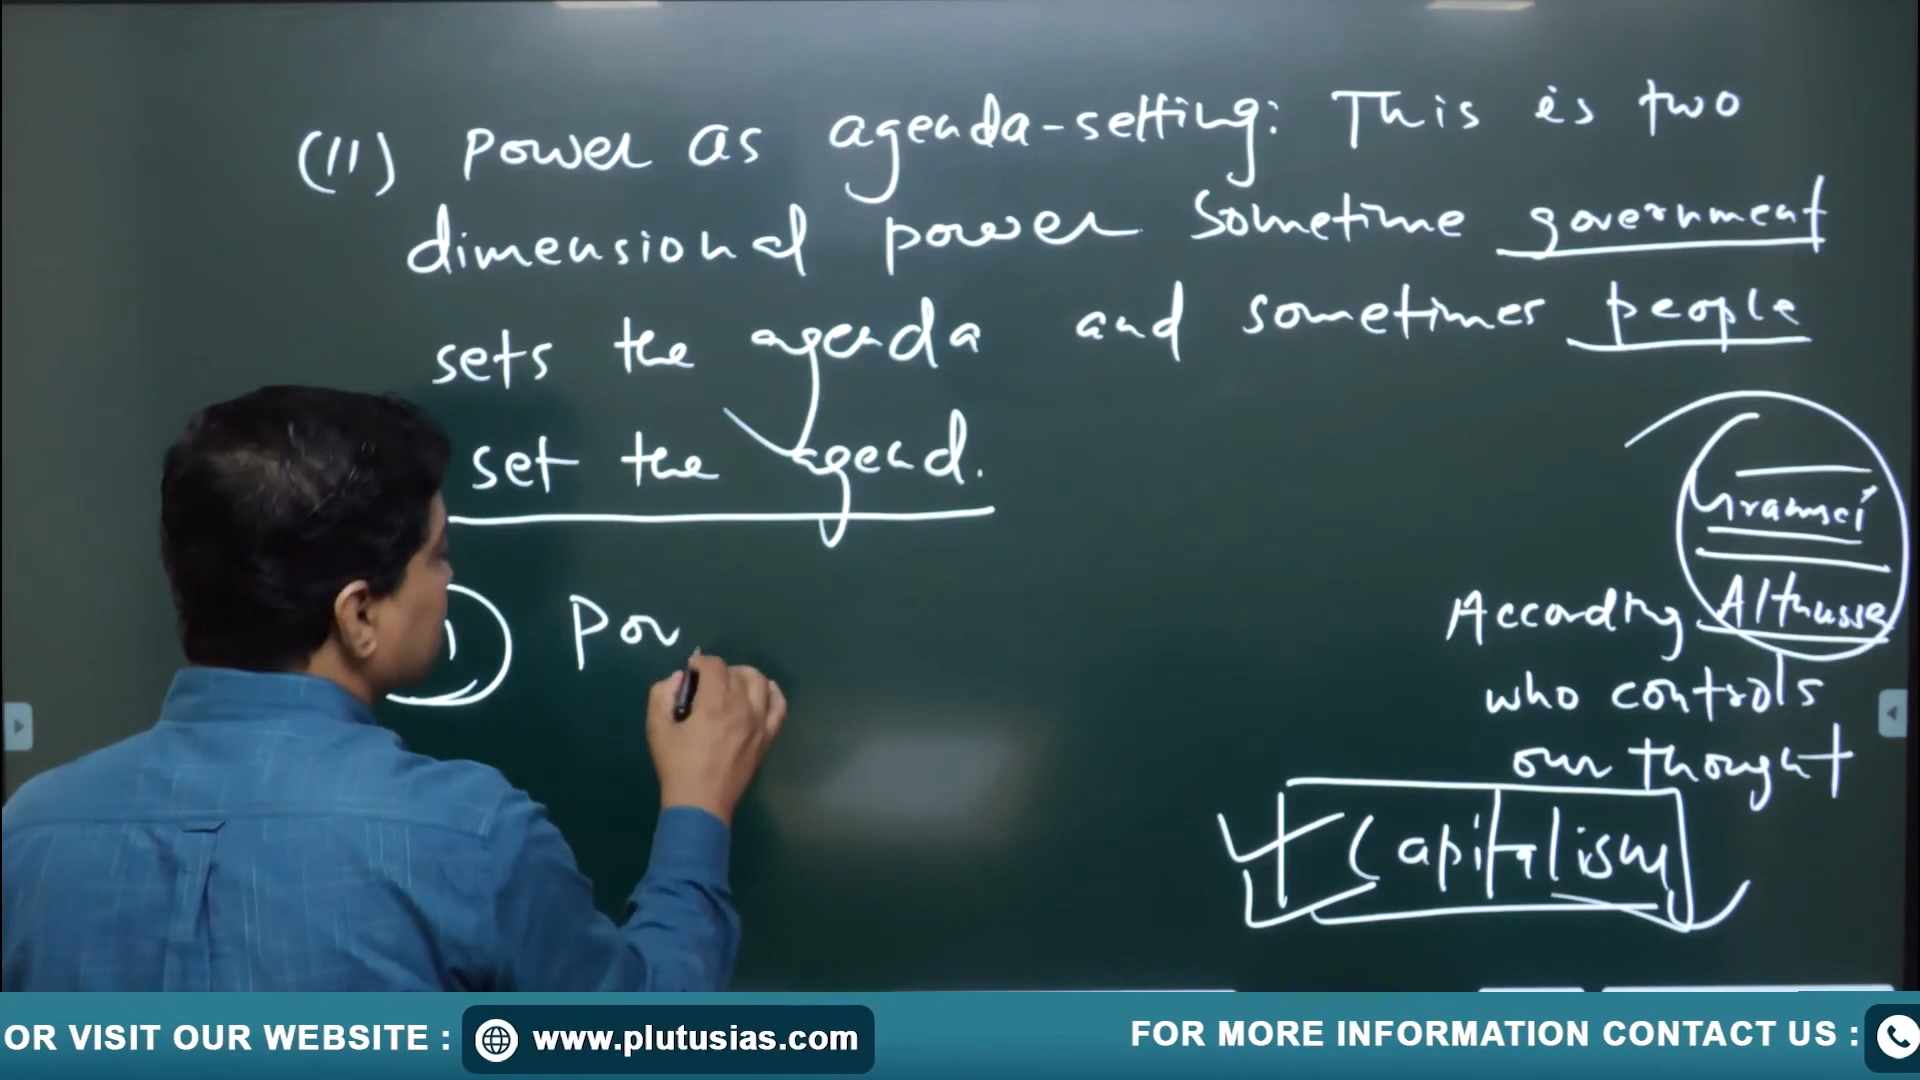 (11) Power as agenda-setting: This is two
dimensional power Sometime government
sets the agenda and sometimes people
set the agend.
Pow
Gramsci
According Althusse
who controls
our thought
Capitalism
OR VISIT OUR WEBSITE : www.plutusias.com FOR MORE INFORMATION CONTACT US :